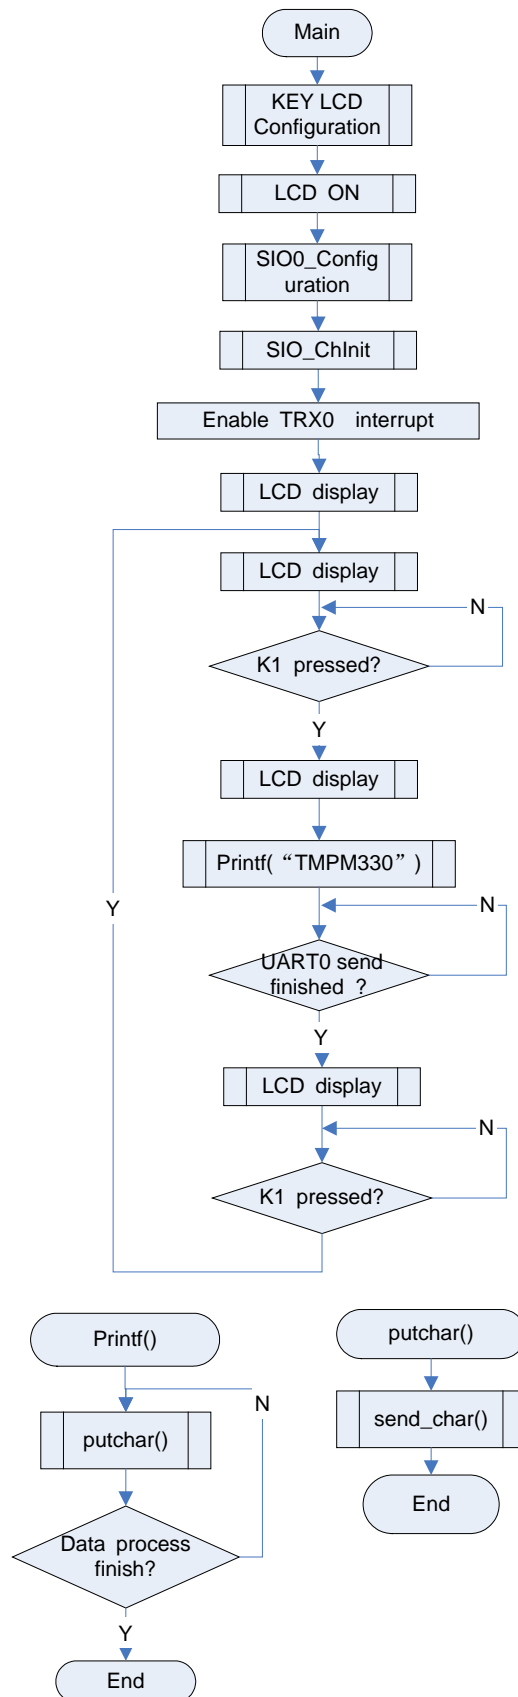 Main
KEY LCD
Configuration
LCD ON
SIO0_Config
uration
SIO_ChInit
Enable TRX0 interrupt
LCD display
LCD display
N
K1 pressed?
Y
LCD display
Printf( “TMPM330” )
N
Y
UART0 send
finished ?
Y
LCD display
N
K1 pressed?
Printf()
N
putchar()
Data process
finish?
Y
End
putchar()
send_char()
End